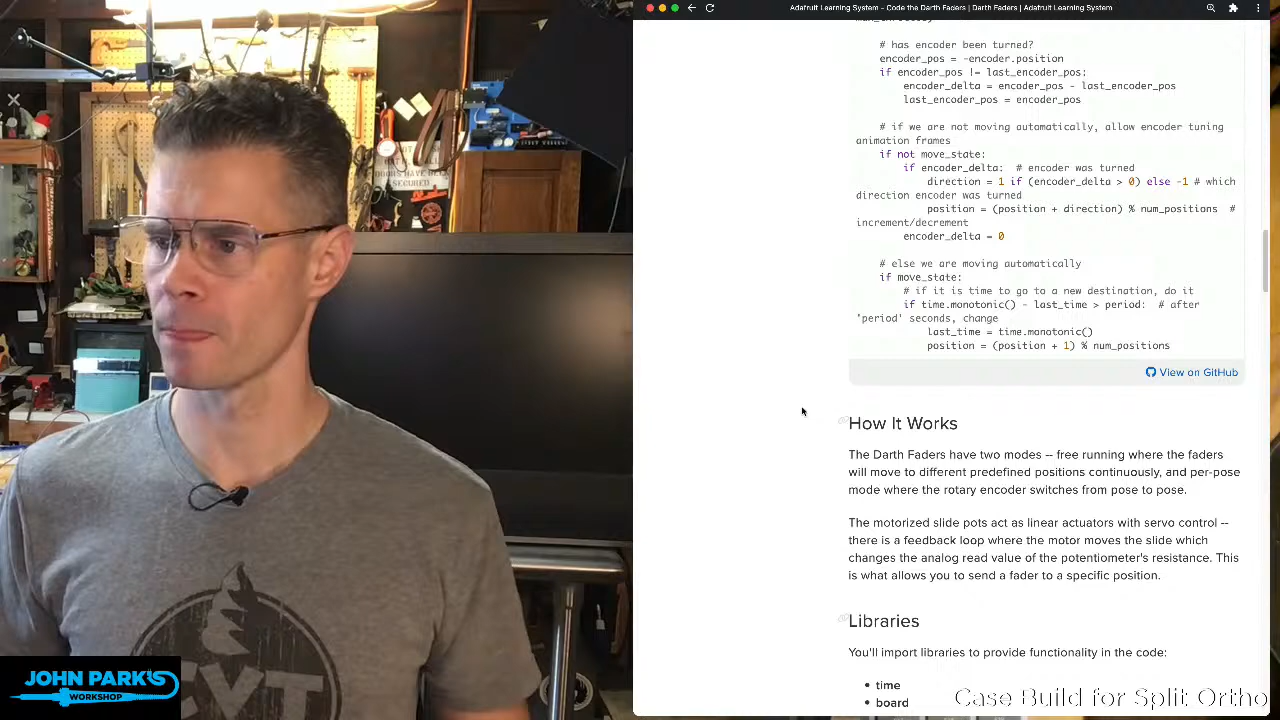 Adafruit Learning System - Code the Darth Faders | Darth Faders | Adafruit Learning System
# has encoder been turned?
encoder_pos = -encoder.position
if encoder_pos != last_encoder_pos:
encoder_delta = encoder_pos - last_encoder_pos
last_encoder_pos = encoder_pos
# if we are not moving automatically, allow encoder tuning
animation frames
if not move_state:
if encoder_delta:  # encoder was turned
direction = 1 if (encoder_delta > 0) else -1 # which
direction encoder was turned
position = (position + direction) % num_positions  #
increment/decrement
encoder_delta = 0
# else we are moving automatically
if move_state:
# if it is time to go to a new destination, do it
if time.monotonic() - last_time > period:  # after
'period' seconds, change
last_time = time.monotonic()
position = (position + 1) % num_positions
View on GitHub
How It Works
The Darth Faders have two modes -- free running where the faders
will move to different predefined positions continuously, and per-pose
mode where the rotary encoder switches from pose to pose.
The motorized slide pots act as linear actuators with servo control --
there is a feedback loop where the motor moves the slide which
changes the analog read value of the potentiometer's resistance. This
is what allows you to send a fader to a specific position.
Libraries
You'll import libraries to provide functionality in the code:
• time
• board
Case Build for Split Ortho
JOHN PARK'S
WORKSHOP
SECURED